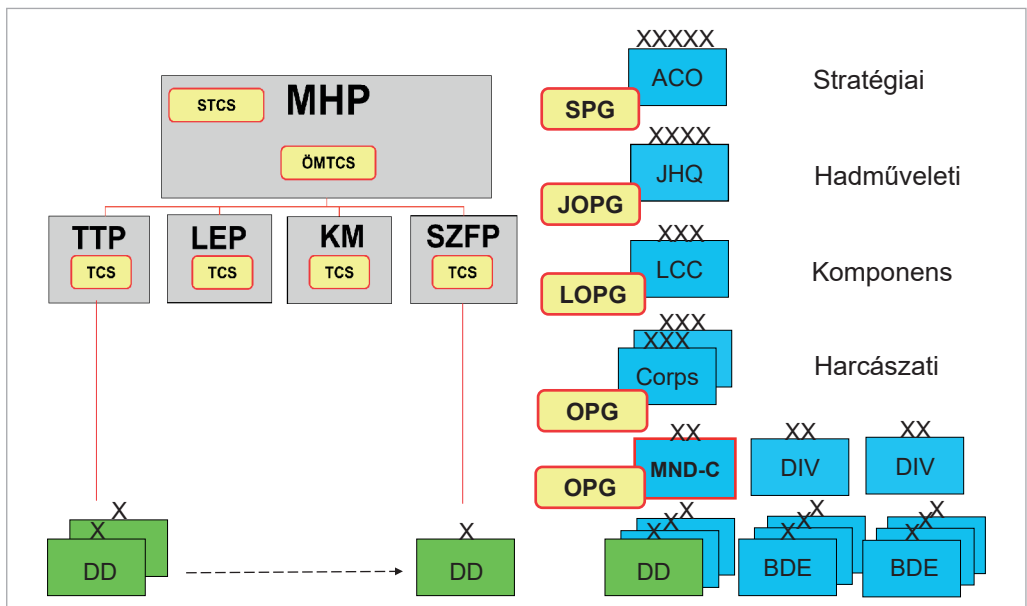 MHP
STCS
ÖMTCS
TTP
TCS
LEP
TCS
KM
TCS
SZFP
TCS
X
X
DD
X
DD
XXXXX
ACO
SPG
Stratégiai
XXXX
JHQ
JOPG
Hadműveleti
XXX
LCC
LOPG
Komponens
XXX
XXX
Corps
OPG
Harcászati
XX
MND-C
OPG
XX
DIV
XX
DIV
X
X
X
DD
X
X
X
BDE
X
X
X
BDE